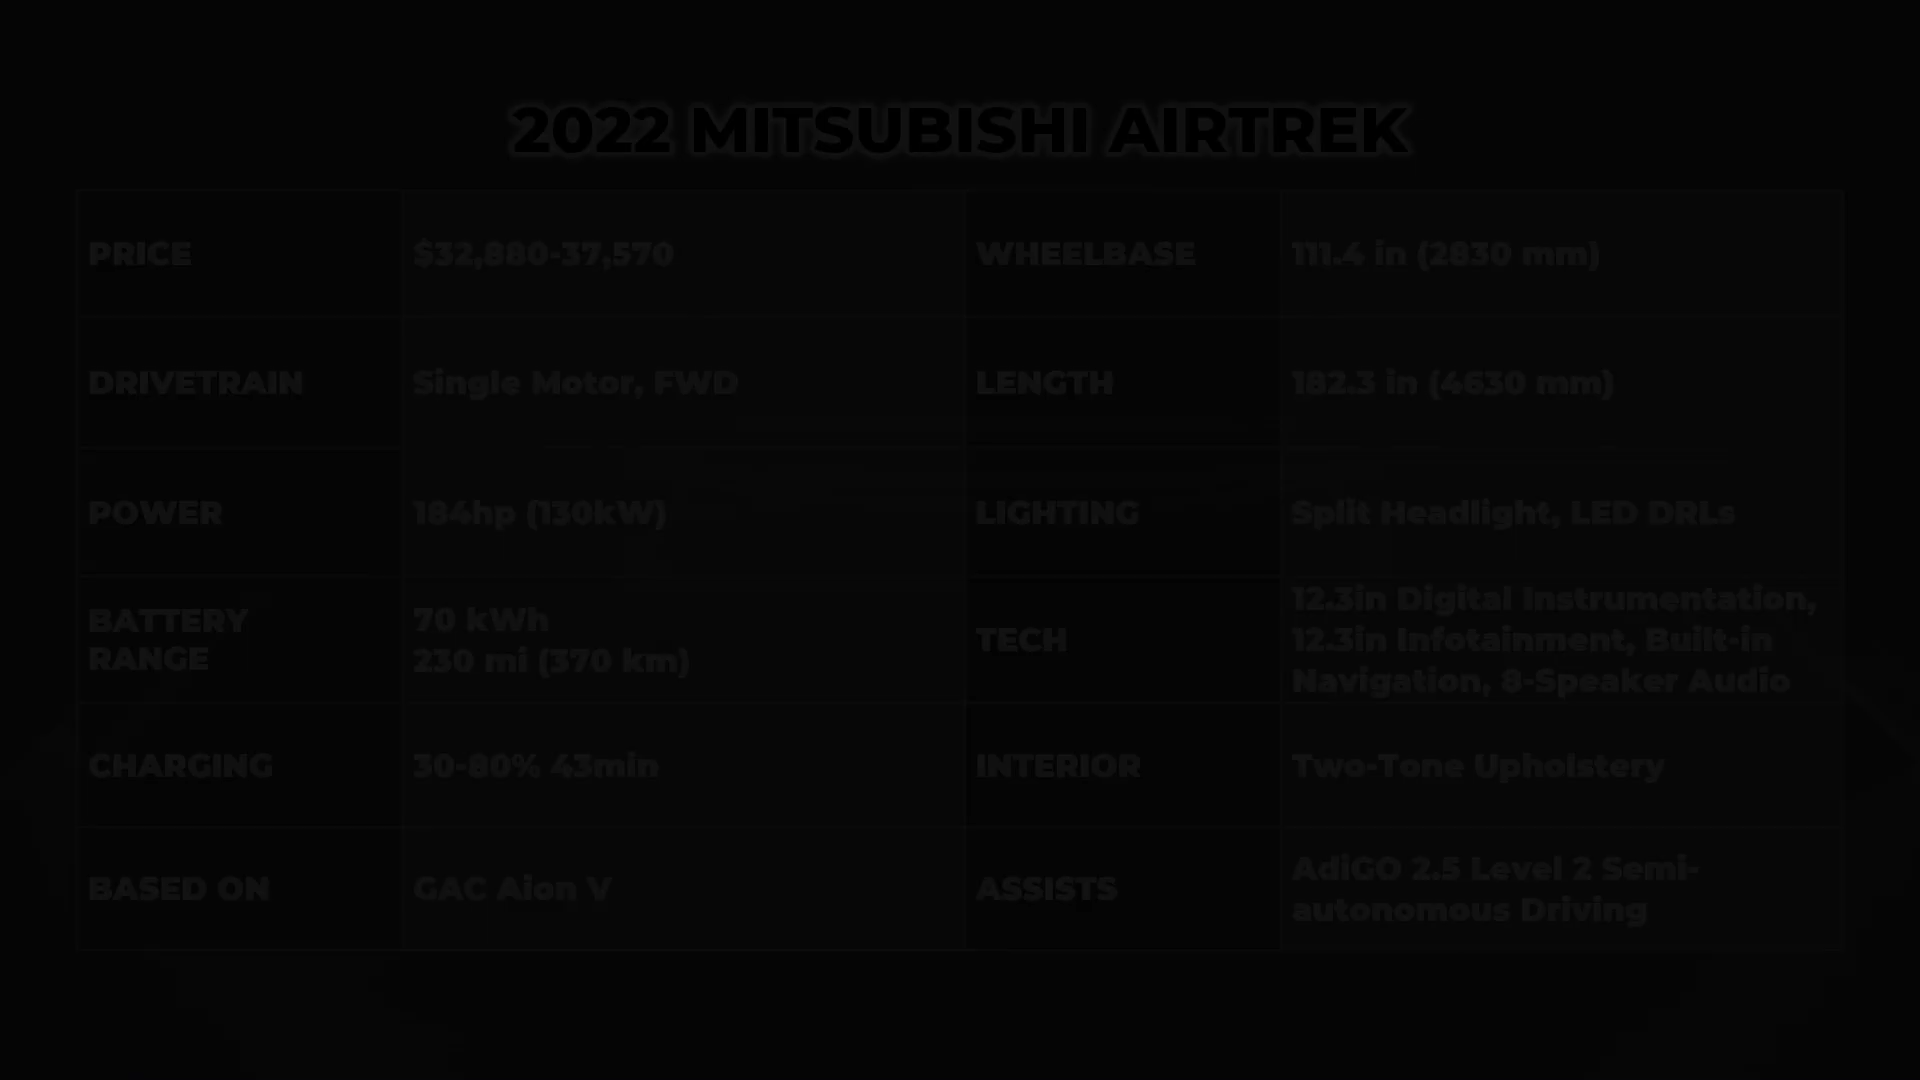 2022 MITSUBISHI AIRTREK
PRICE
$32,880-37,570
WHEELBASE
111.4 in (2830 mm)
DRIVETRAIN
Single Motor, FWD
LENGTH
182.3 in (4630 mm)
POWER
184hp (130kW)
LIGHTING
Split Headlight, LED DRLs
BATTERY
RANGE
70 kWh
230 mi (370 km)
TECH
12.3in Digital Instrumentation,
12.3in Infotainment, Built-in
Navigation, 8-Speaker Audio
CHARGING
30-80% 43min
INTERIOR
Two-Tone Upholstery
BASED ON
GAC Aion V
ASSISTS
AdiGO 2.5 Level 2 Semi-
autonomous Driving